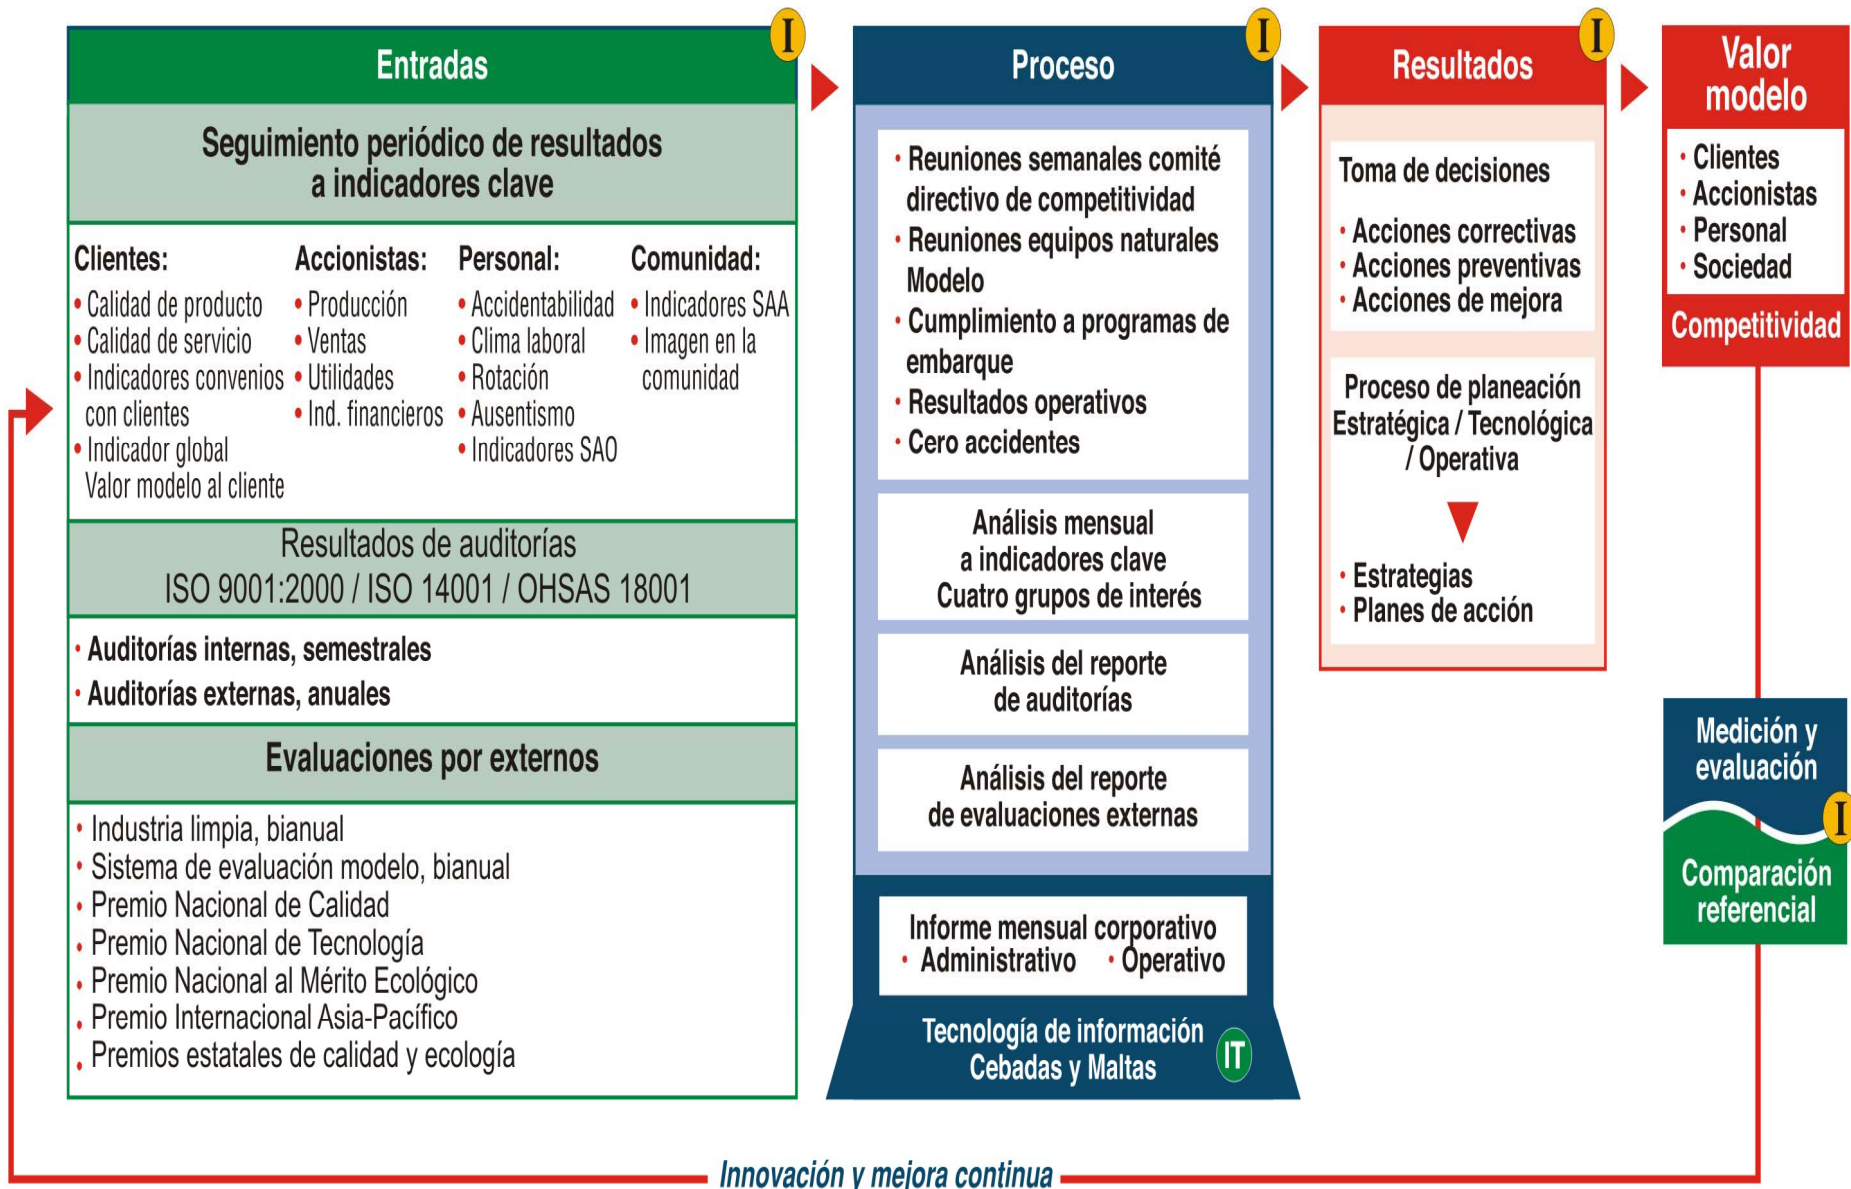 Entradas
I
Seguimiento periódico de resultados
a indicadores clave
Clientes:
• Calidad de producto
• Calidad de servicio
• Indicadores convenios
con clientes
• Indicador global
Valor modelo al cliente
Accionistas:
• Producción
• Ventas
• Utilidades
• Ind. financieros
Personal:
• Accidentabilidad
• Clima laboral
• Rotación
• Ausentismo
• Indicadores SAO
Comunidad:
• Indicadores SAA
• Imagen en la
comunidad
Resultados de auditorías
ISO 9001:2000 / ISO 14001 / OHSAS 18001
• Auditorías internas, semestrales
• Auditorías externas, anuales
Evaluaciones por externos
• Industria limpia, bianual
• Sistema de evaluación modelo, bianual
• Premio Nacional de Calidad
• Premio Nacional de Tecnología
• Premio Nacional al Mérito Ecológico
• Premio Internacional Asia-Pacífico
• Premios estatales de calidad y ecología
Proceso
I
• Reuniones semanales comité
directivo de competitividad
• Reuniones equipos naturales
Modelo
• Cumplimiento a programas de
embarque
• Resultados operativos
• Cero accidentes
Análisis mensual
a indicadores clave
Cuatro grupos de interés
Análisis del reporte
de auditorías
Análisis del reporte
de evaluaciones externas
Informe mensual corporativo
• Administrativo • Operativo
Tecnología de información
Cebadas y Maltas
IT
Resultados
I
Toma de decisiones
• Acciones correctivas
• Acciones preventivas
• Acciones de mejora
Proceso de planeación
Estratégica / Tecnológica
/ Operativa
• Estrategias
• Planes de acción
Valor
modelo
• Clientes
• Accionistas
• Personal
• Sociedad
Competitividad
Medición y
evaluación
I
Comparación
referencial
Innovación y mejora continua